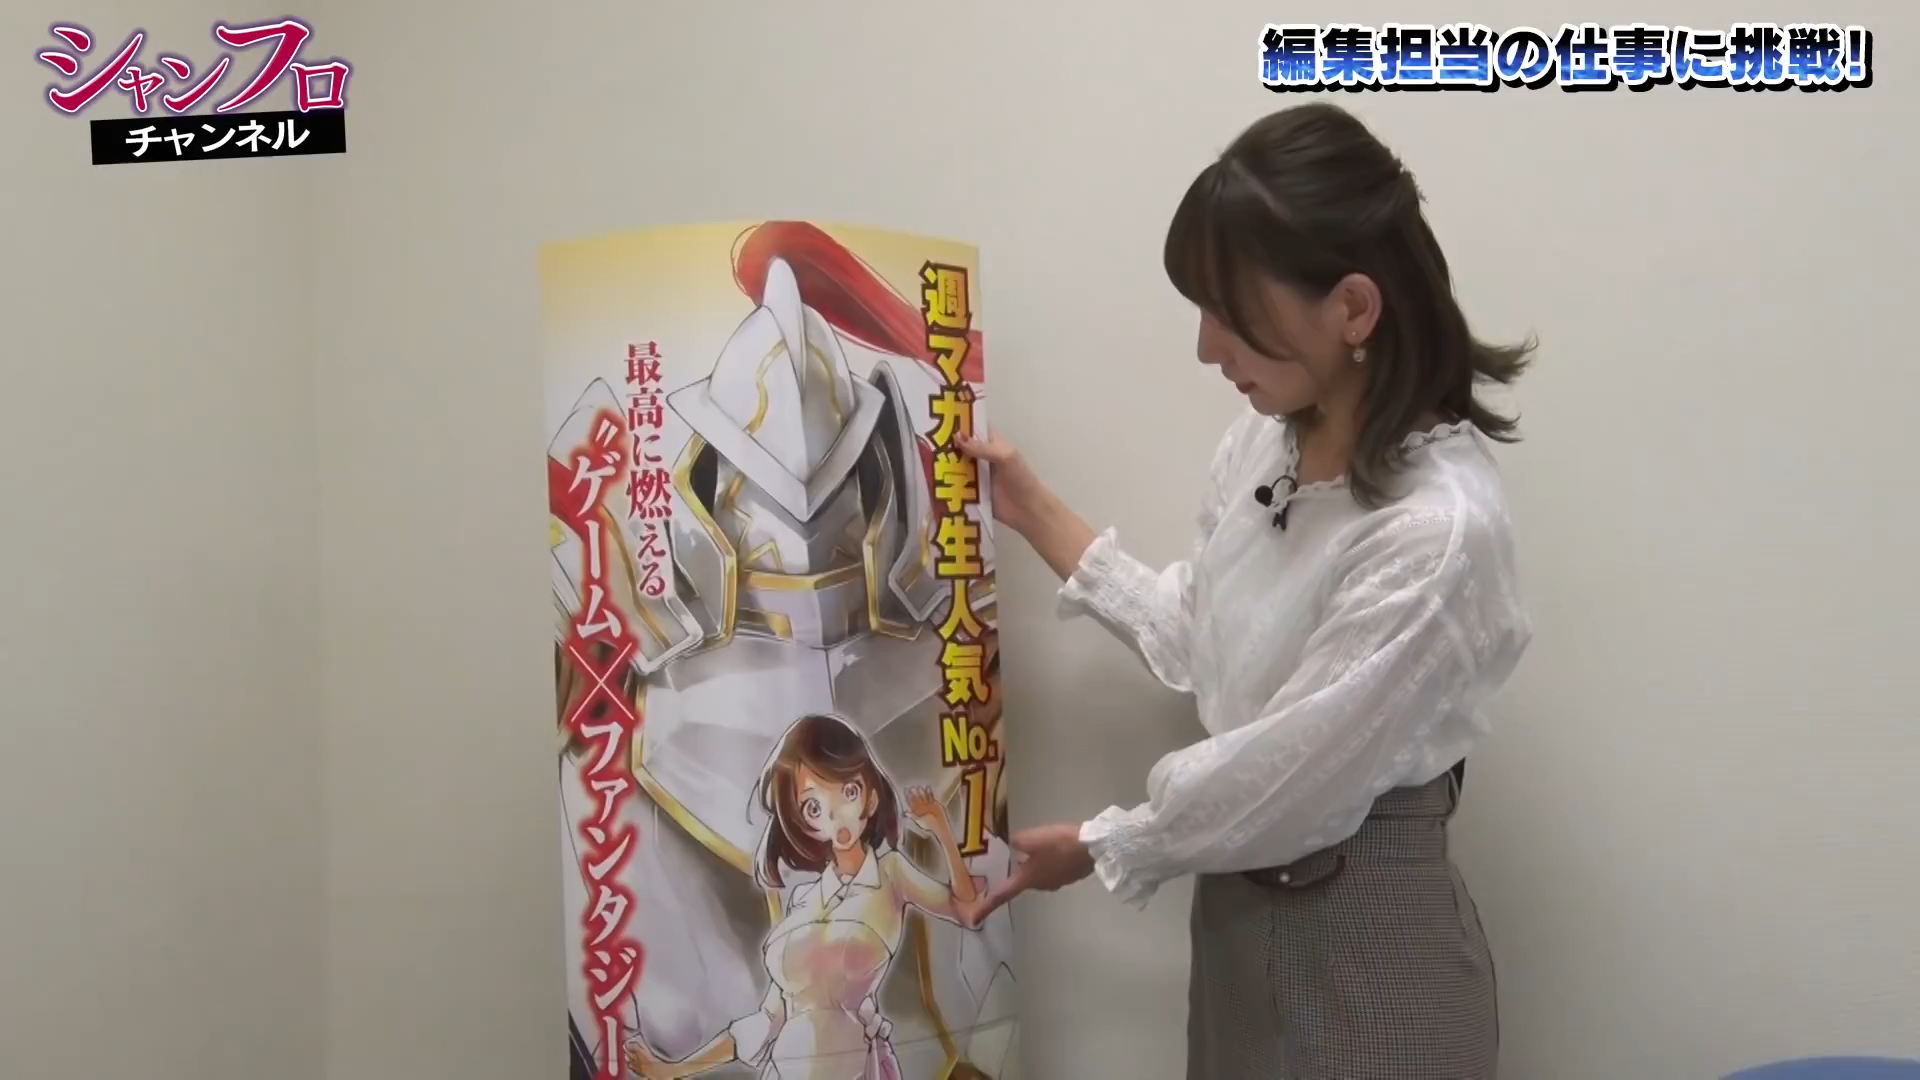 シャンフロ
チャンネル
編集担当の仕事に挑戦!
週マガ学生人気No.1
最高に燃える
"ゲーム×ファンタジー